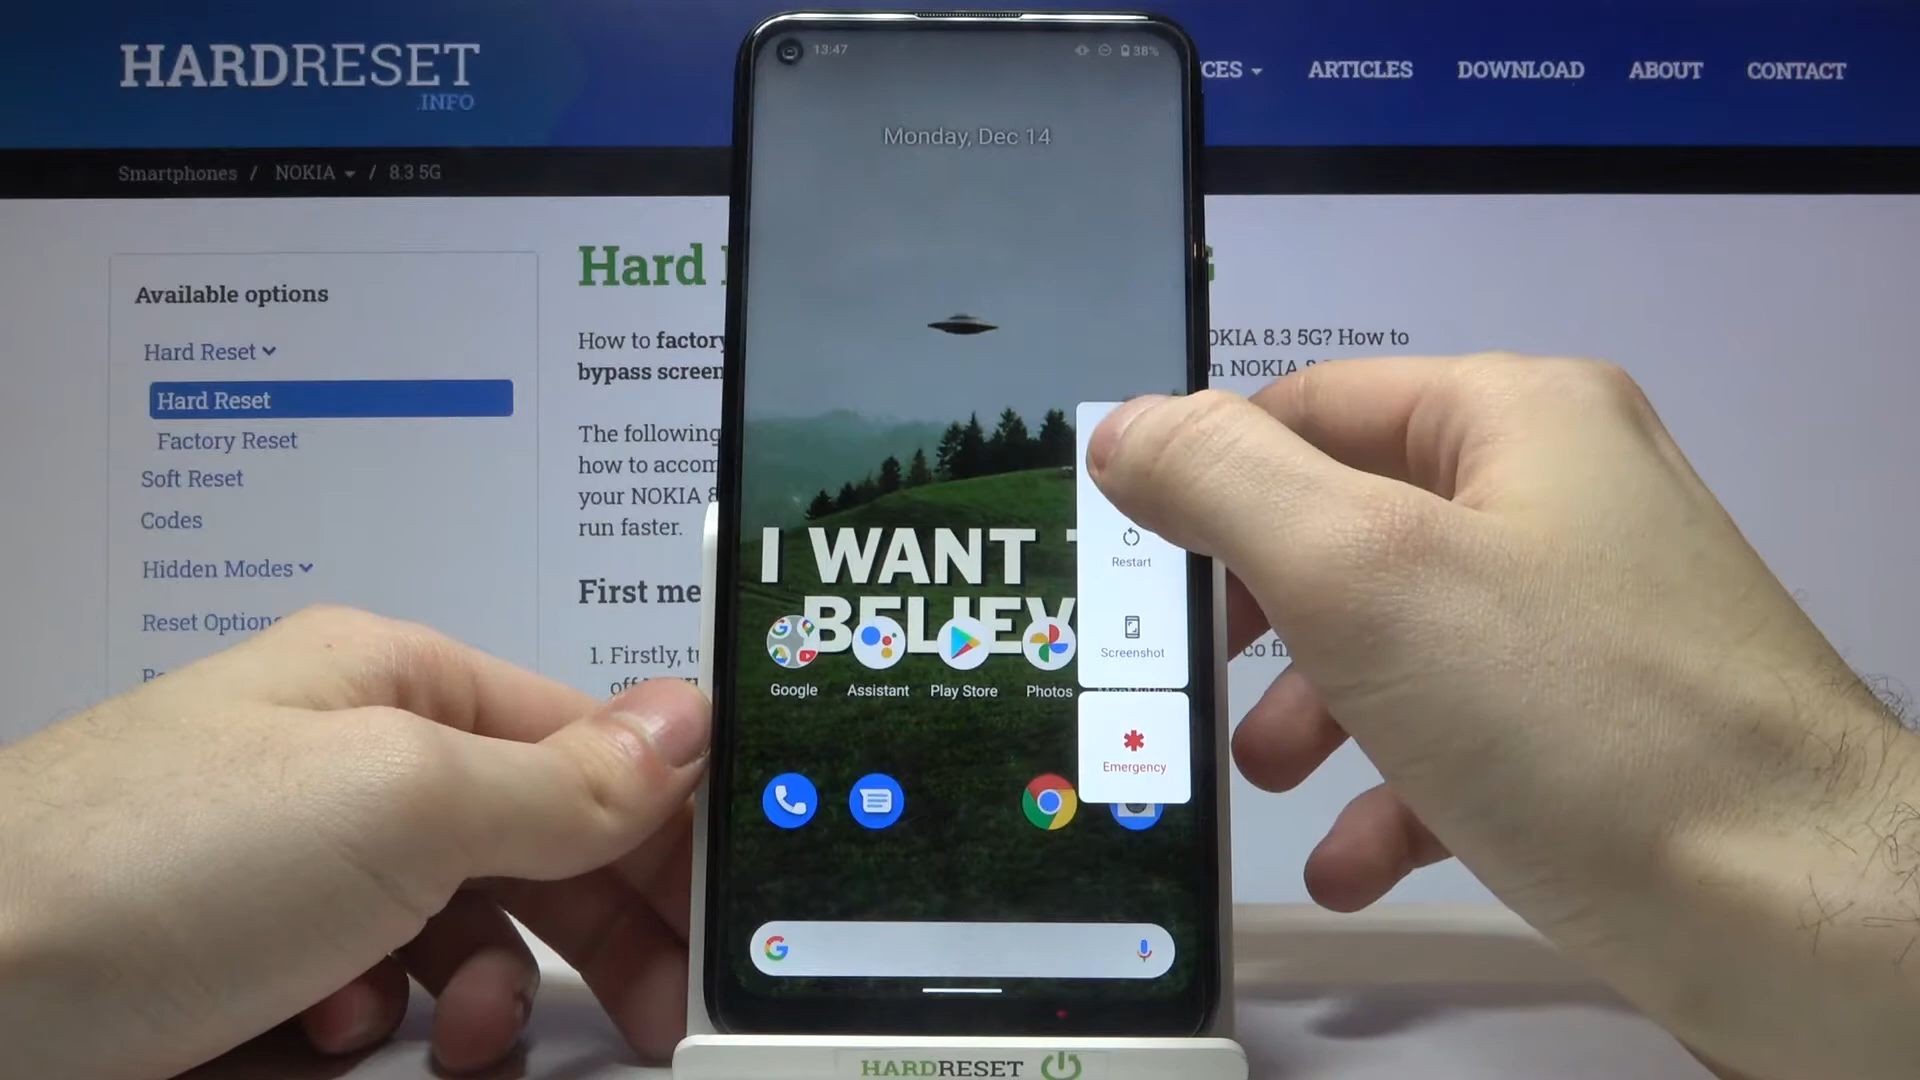 HARDRESET
.INFO
CES
ARTICLES
DOWNLOAD
ABOUT
CONTACT
Smartphones / NOKIA / 8.3 5G
Available options
Hard Reset
Hard Reset
Factory Reset
Soft Reset
Codes
Hidden Modes
Reset Options
Hard
How to factory
bypass screen
NOKIA 8.3 5G? How to
NOKIA
The following
how to accom
your NOKIA 8
run faster.
First me
1. Firstly, tu
off
13:47
38%
Monday, Dec 14
I WANT
BELIEV
Google
Assistant
Play Store
Photos
Restart
Screenshot
Emergency
HARDRESET